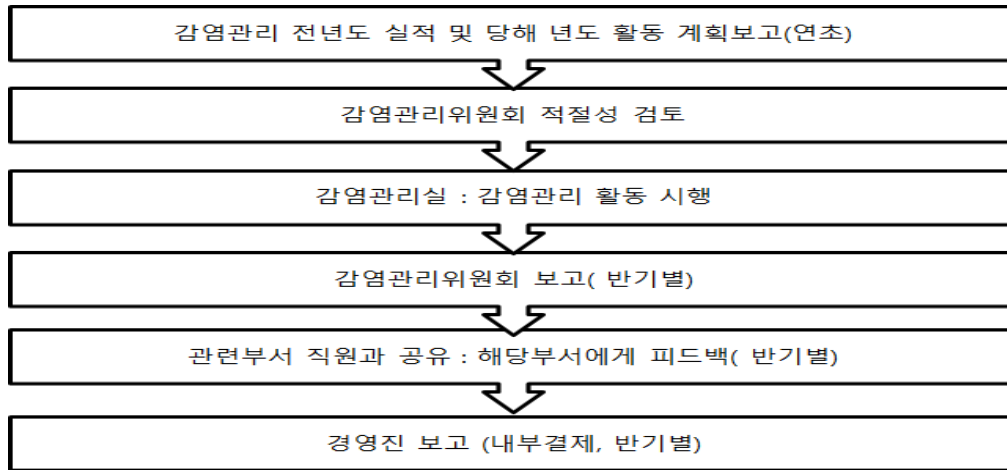 감염관리 전년도 실적 및 당해 년도 활동 계획보고(연초)
감염관리위원회 적절성 검토
감염관리실 : 감염관리 활동 시행
감염관리위원회 보고( 반기별)
관련부서 직원과 공유 : 해당부서에게 피드백( 반기별)
경영진 보고 (내부결제, 반기별)